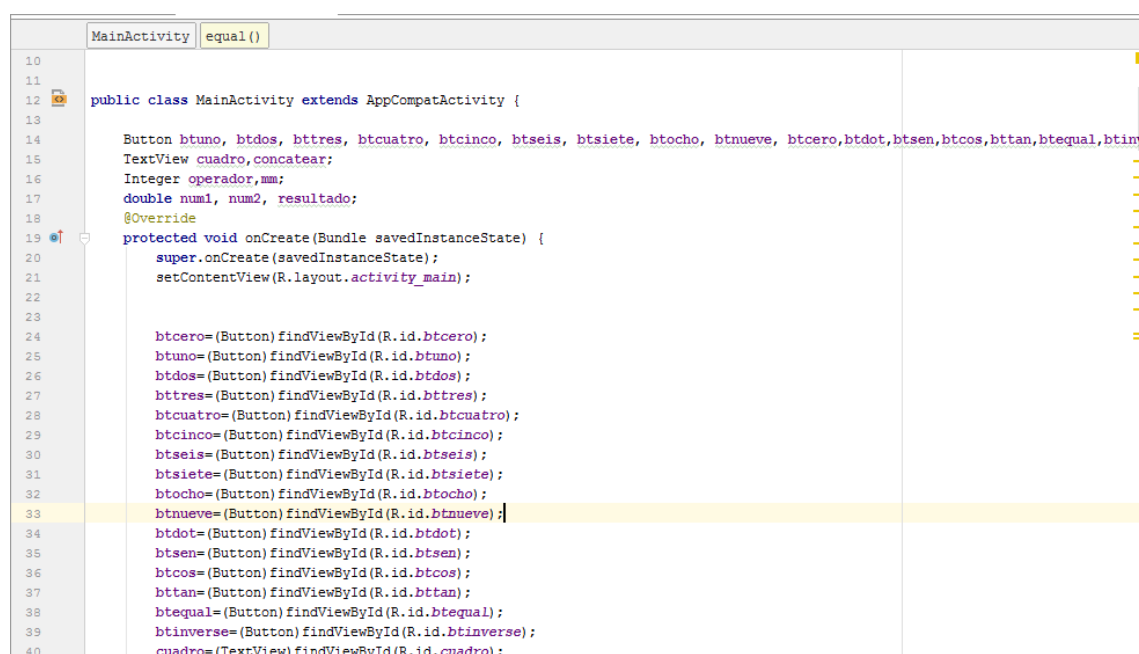 MainActivity equal()
10
11
12 public class MainActivity extends AppCompatActivity {
13
14 Button btuno, btdos, bttres, btcuatro, btcinco, btseis, btsiete, btocho, btnueve, btcero,btdot,btsen,btcos,bttan,btequal,btinv
15 TextView cuadro,concatear;
16 Integer operador,mm;
17 double num1, num2, resultado;
18 @Override
19 protected void onCreate(Bundle savedInstanceState) {
20 super.onCreate(savedInstanceState);
21 setContentView(R.layout.activity_main);
22
23
24 btcero=(Button)findViewById(R.id.btcero);
25 btuno=(Button)findViewById(R.id.btuno);
26 btdos=(Button)findViewById(R.id.btdos);
27 bttres=(Button)findViewById(R.id.bttres);
28 btcuatro=(Button)findViewById(R.id.btcuatro);
29 btcinco=(Button)findViewById(R.id.btcinco);
30 btseis=(Button)findViewById(R.id.btseis);
31 btsiete=(Button)findViewById(R.id.btsiete);
32 btocho=(Button)findViewById(R.id.btocho);
33 btnueve=(Button)findViewById(R.id.btnueve);
34 btdot=(Button)findViewById(R.id.btdot);
35 btsen=(Button)findViewById(R.id.btsen);
36 btcos=(Button)findViewById(R.id.btcos);
37 bttan=(Button)findViewById(R.id.bttan);
38 btequal=(Button)findViewById(R.id.btequal);
39 btinverse=(Button)findViewById(R.id.btinverse);
40 cuadro=(TextView)findViewById(R.id.cuadro);